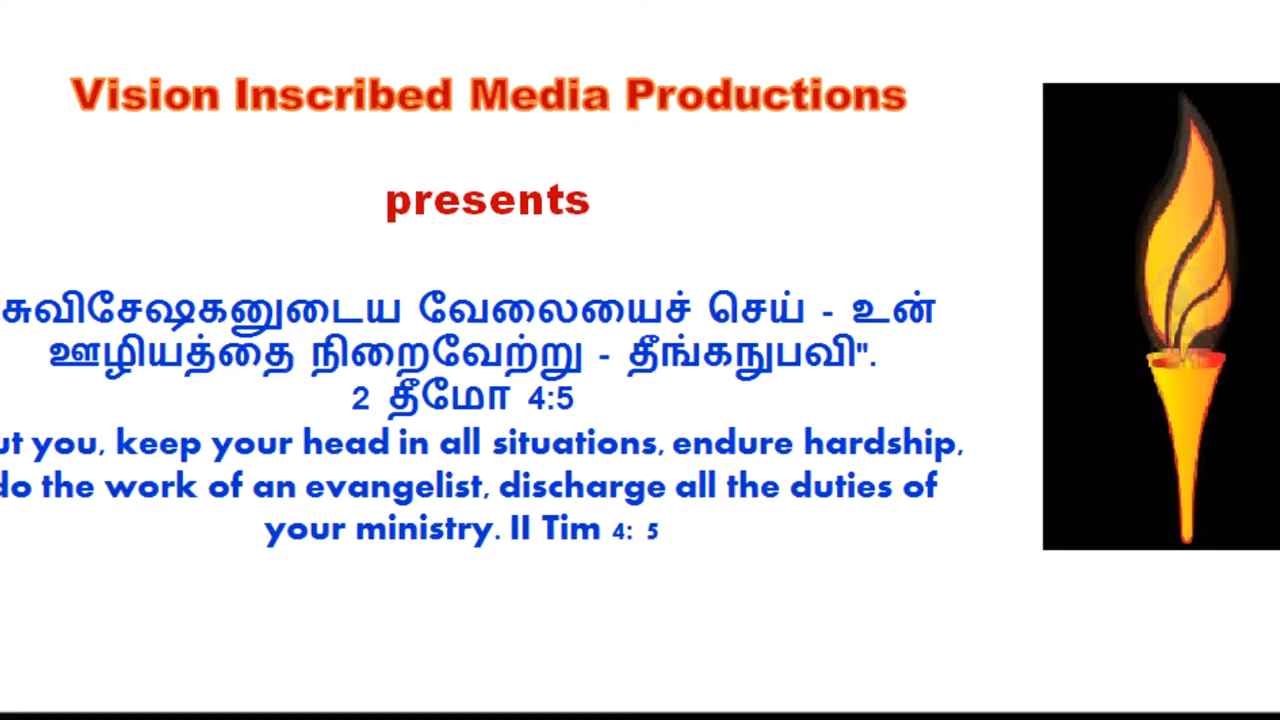 Vision Inscribed Media Productions
presents
சுவிசேஷகனுடைய வேலையைச் செய் - உன்
ஊழியத்தை நிறைவேற்று - தீங்கநுபவி".
2 தீமோ 4:5
ut you, keep your head in all situations, endure hardship,
do the work of an evangelist, discharge all the duties of
your ministry. II Tim 4: 5